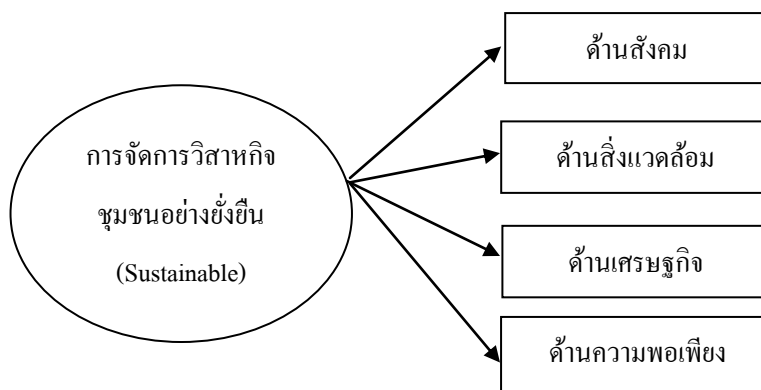 การจัดการวิสาหกิจ
ชุมชนอย่างยั่งยืน
(Sustainable)
ด้านสังคม
ด้านสิ่งแวดล้อม
ด้านเศรษฐกิจ
ด้านความพอเพียง